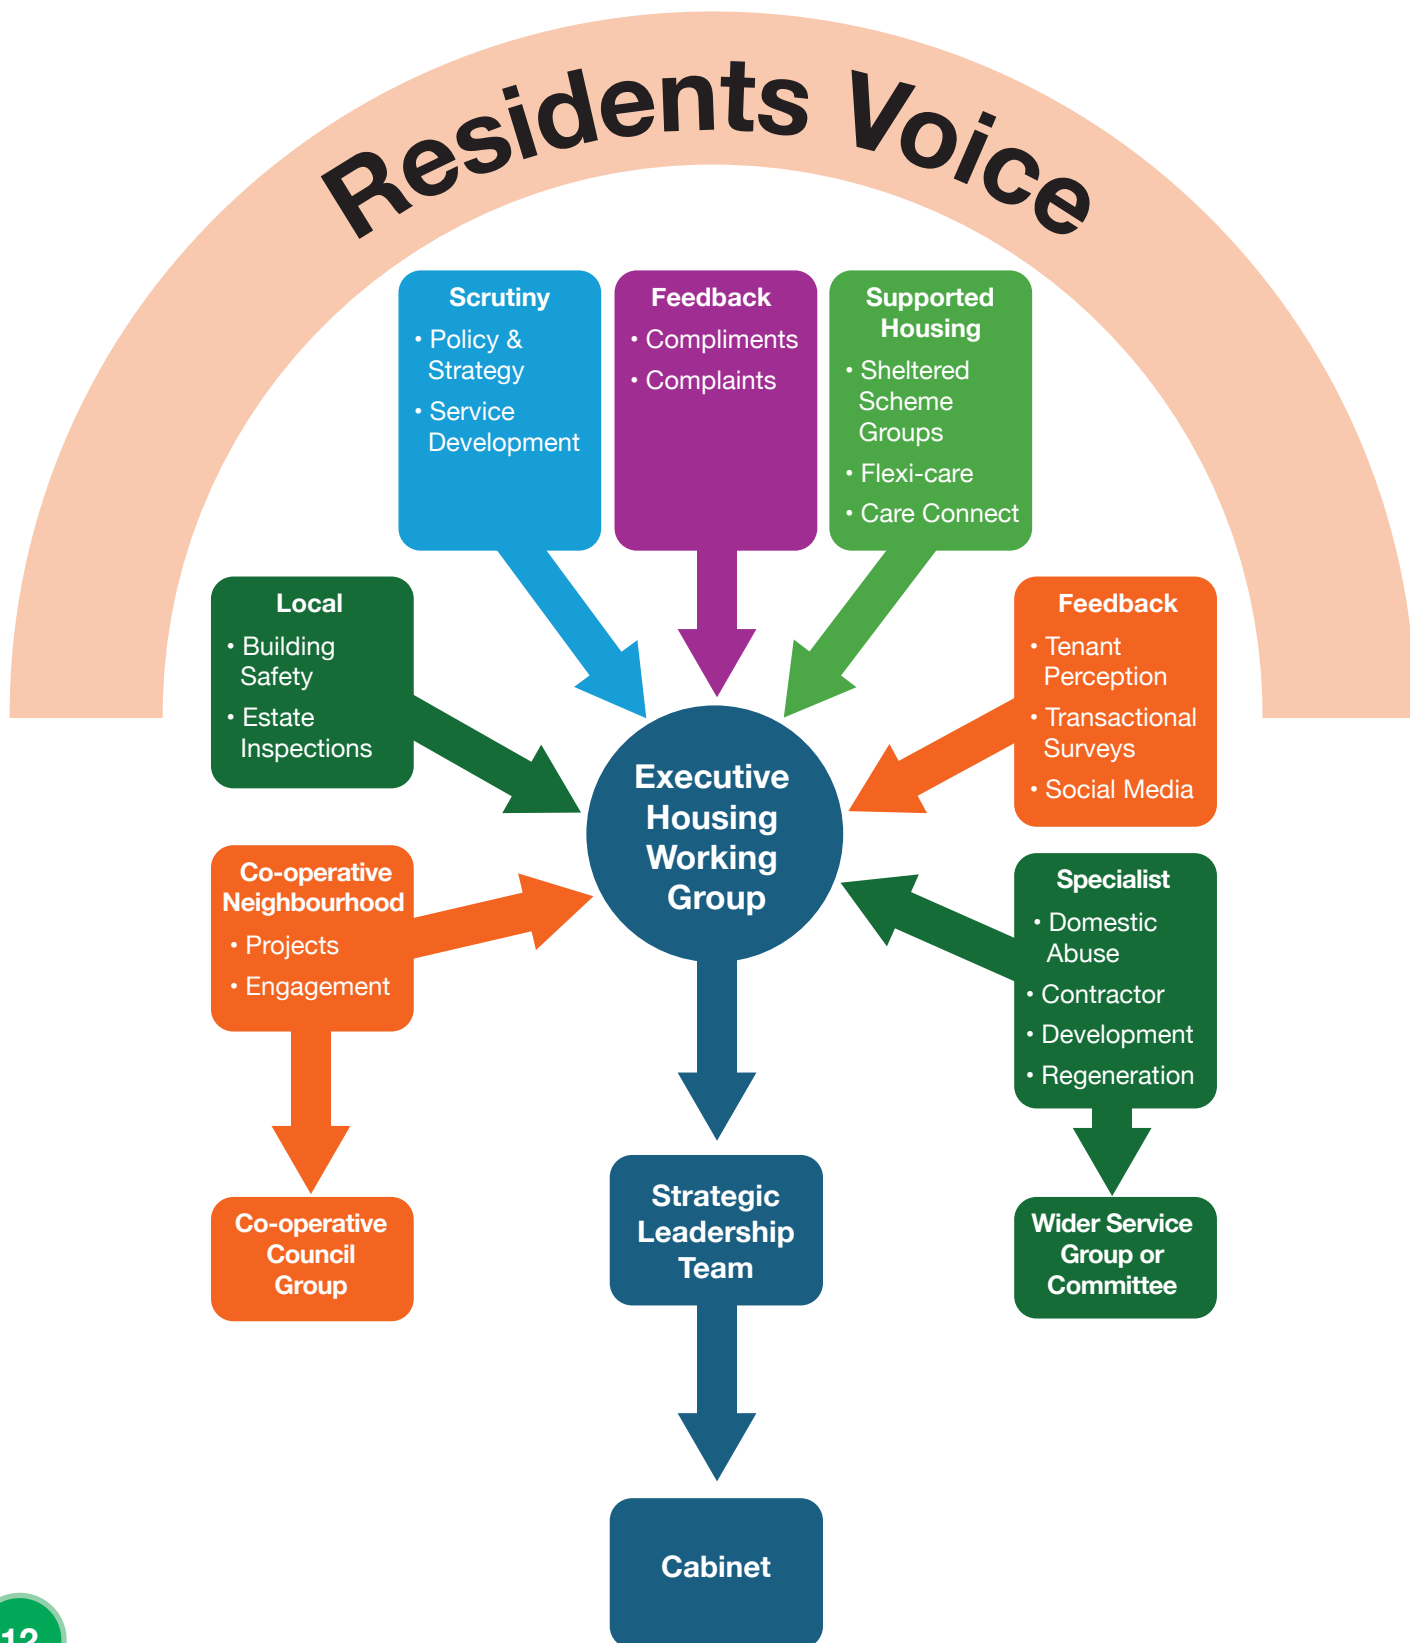 Residents Voice
Scrutiny
• Policy &
Strategy
• Service
Development
Feedback
• Compliments
• Complaints
Supported
Housing
• Sheltered
Scheme
Groups
• Flexi-care
• Care Connect
Local
• Building
Safety
• Estate
Inspections
Feedback
• Tenant
Perception
• Transactional
Surveys
• Social Media
Executive
Housing
Working
Group
Co-operative
Neighbourhood
• Projects
• Engagement
Specialist
• Domestic
Abuse
• Contractor
• Development
• Regeneration
Co-operative
Council
Group
Strategic
Leadership
Team
Wider Service
Group or
Committee
Cabinet
12